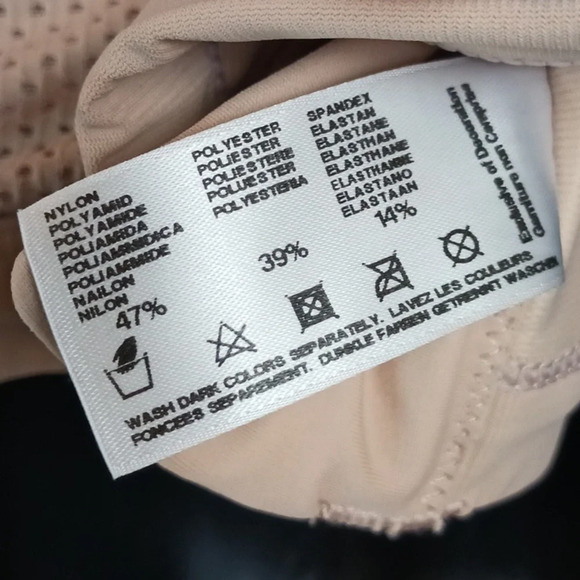 NYLON
POLYAMID
POLYAMIDE
POLIAMIDA
POLIAMMIDICA
POLIAMMIDE
NAILON
NILON
47%
POLYESTER
POLIESTER
POLIESTERE
POLIUESTER
POLYESTERIA
39%
SPANDEX
ELASTAN
ELASTANE
ELASTHAN
ELASTHANE
ELASTHANNE
ELASTANO
ELASTAAN
14%
Exclusive of Decoration
Garniture non Comprise
WASH DARK COLORS SEPARATELY. LAVEZ LES COULEURS
FONCEES SEPAREMENT. DUNKLE FARBEN GETRENNT WASCHEN